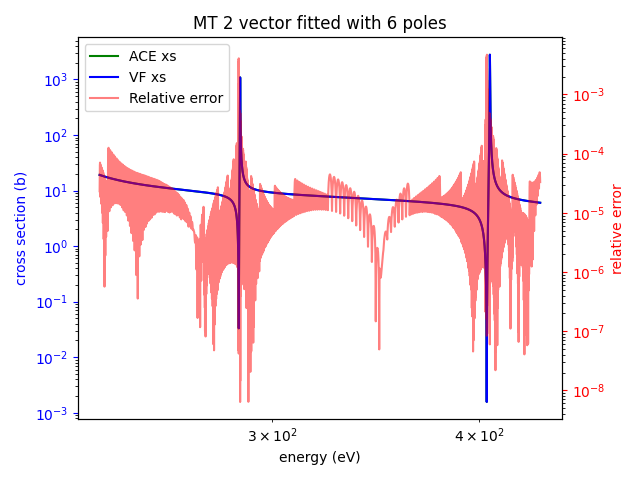 MT 2 vector fitted with 6 poles
ACE xs
VF xs
Relative error
cross section (b)
10³
10²
10¹
10⁰
10⁻¹
10⁻²
10⁻³
10⁻³
10⁻⁴
10⁻⁵
10⁻⁶
10⁻⁷
10⁻⁸
relative error
3 × 10² 4 × 10²
energy (eV)